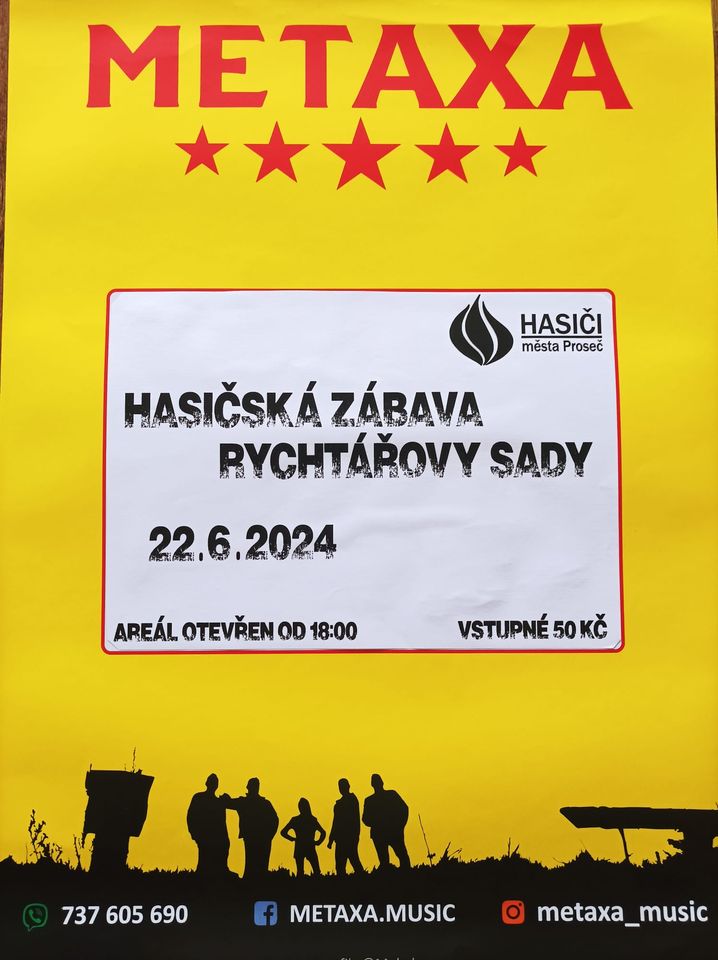 METAXA
HASIČI
města Proseč
HASIČSKÁ ZÁBAVA
RYCHTÁŘOVY SADY
22.6.2024
AREÁL OTEVŘEN OD 18:00 VSTUPNÉ 50 KČ
737 605 690 METAXA.MUSIC metaxa_music